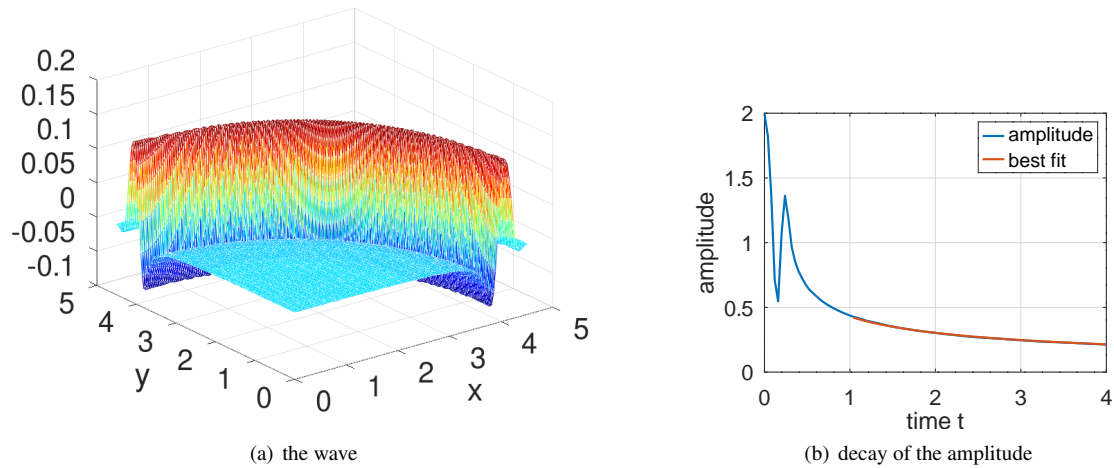 0.2
0.15
0.1
0.05
0
-0.05
-0.1
5
4
3
2
1
0
y
0
1
2
3
4
5
x
(a) the wave
2
1.5
1
0.5
0
amplitude
amplitude
best fit
0 1 2 3 4
time t
(b) decay of the amplitude